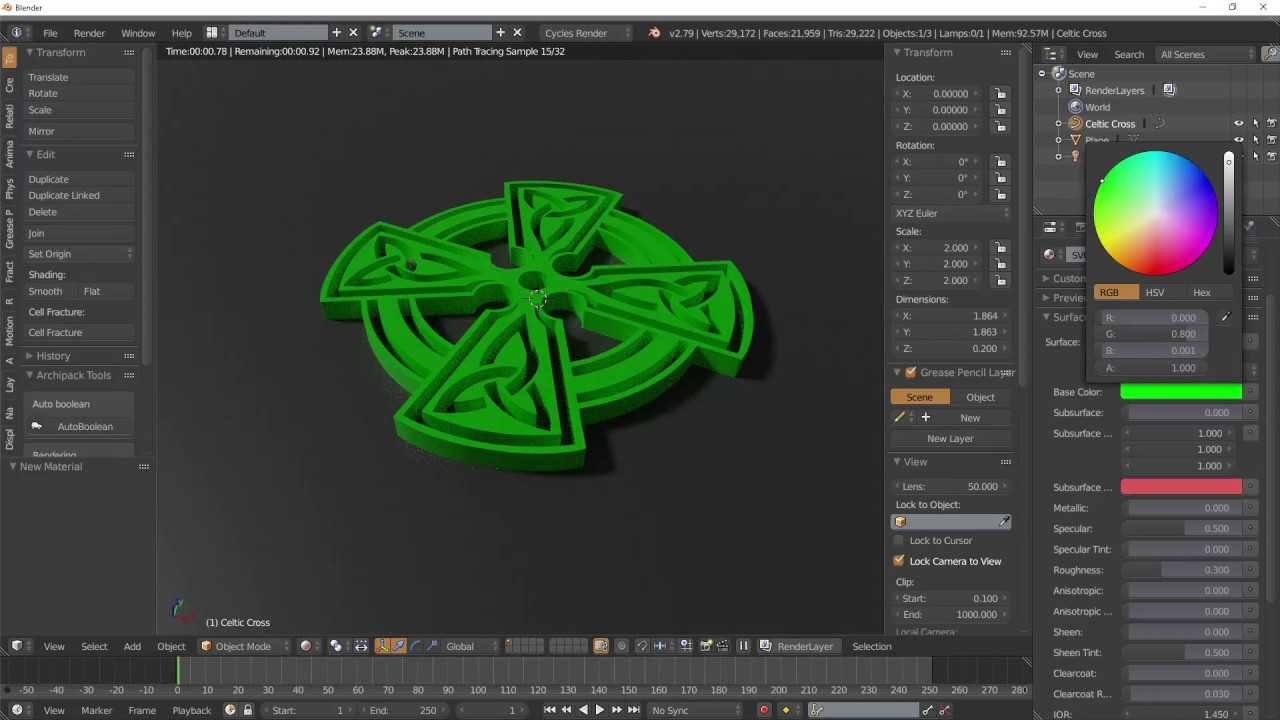 Blender
File Render Window Help Default Scene Cycles Render v2.79 | Verts:29,172 | Faces:21,959 | Tris:29,222 | Objects:1/3 | Lamps:0/1 | Mem:92.57M | Celtic Cross
Time:00:00.78 | Remaining:00:00.92 | Mem:23.88M, Peak:23.88M | Path Tracing Sample 15/32
To
Cre
Relati
Anima
Phys
Grease P
Fract
R
Motion
A
Lay
Na
Displ
Transform
Translate
Rotate
Scale
Mirror
Edit
Duplicate
Duplicate Linked
Delete
Join
Set Origin
Shading:
Smooth Flat
Cell Fracture:
Cell Fracture
History
Archipack Tools
Auto boolean
AutoBoolean
Rendering
New Material
(1) Celtic Cross
Transform
Location:
X: 0.00000
Y: 0.00000
Z: 0.00000
Rotation:
X: 0°
Y: 0°
Z: 0°
XYZ Euler
Scale:
X: 2.000
Y: 2.000
Z: 2.000
Dimensions:
X: 1.864
Y: 1.863
Z: 0.200
Grease Pencil Layer
Scene Object
New
New Layer
View
Lens: 50.000
Lock to Object:
Lock to Cursor
Lock Camera to View
Clip:
Start: 0.100
End: 1000.000
Local Camera:
View Search All Scenes
Scene
RenderLayers
World
Celtic Cross
Plane
RGB HSV Hex
R: 0.000
G: 0.800
B: 0.001
A: 1.000
SVG
Custom
Preview
Surface
Surface:
Base Color:
Subsurface: 0.000
Subsurface ... 1.000
1.000
1.000
Subsurface ...
Metallic: 0.000
Specular: 0.500
Specular Tint: 0.000
Roughness: 0.300
Anisotropic: 0.000
Anisotropic ... 0.000
Sheen: 0.000
Sheen Tint: 0.500
Clearcoat: 0.000
Clearcoat R... 0.030
IOR: 1.450
View Select Add Object Object Mode Global RenderLayer Selection
-50 -40 -30 -20 -10 0 10 20 30 40 50 60 70 80 90 100 110 120 130 140 150 160 170 180 190 200 210 220 230 240 250 260 270 280
View Marker Frame Playback Start: 1 End: 250 1 No Sync